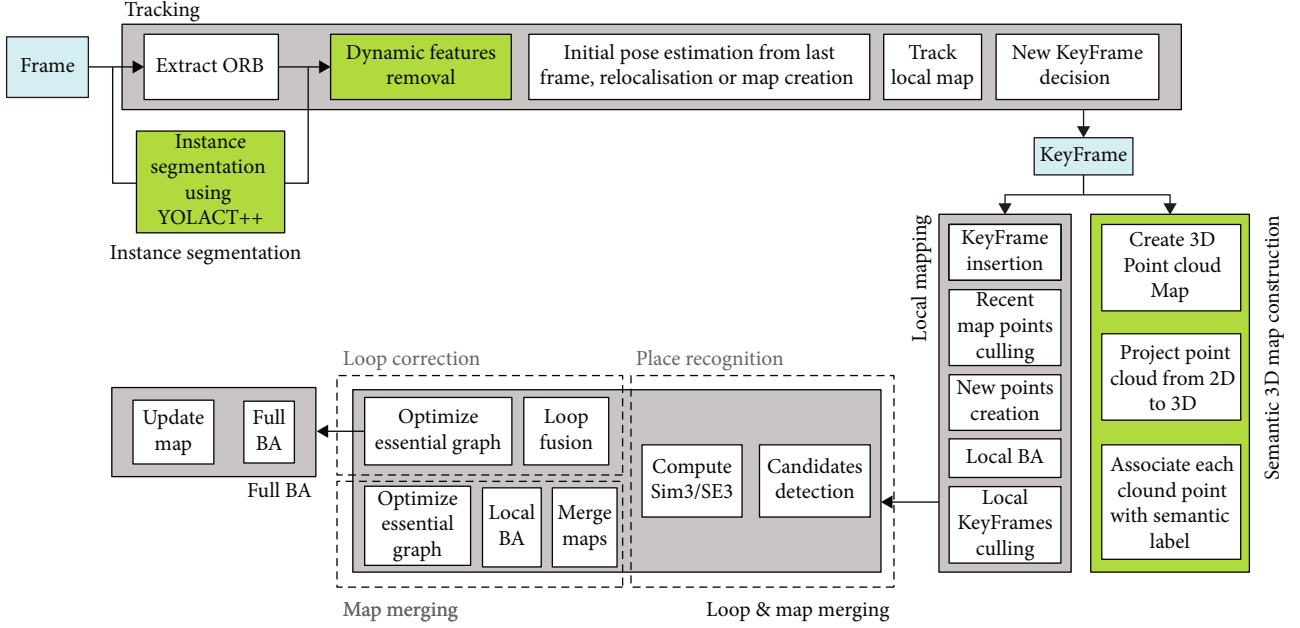 Tracking
Frame
Extract ORB
Dynamic features
removal
Initial pose estimation from last
frame, relocalisation or map creation
Track
local map
New KeyFrame
decision
Instance
segmentation
using
YOLACT++
Instance segmentation
KeyFrame
Local mapping
KeyFrame
insertion
Recent
map points
culling
New points
creation
Local BA
Local
KeyFrames
culling
Create 3D
Point cloud
Map
Project point
cloud from 2D
to 3D
Associate each
clound point
with semantic
label
Semantic 3D map construction
Loop correction
Place recognition
Update
map
Full
BA
Full BA
Optimize
essential graph
Loop
fusion
Compute
Sim3/SE3
Candidates
detection
Optimize
essential
graph
Local
BA
Merge
maps
Map merging
Loop & map merging